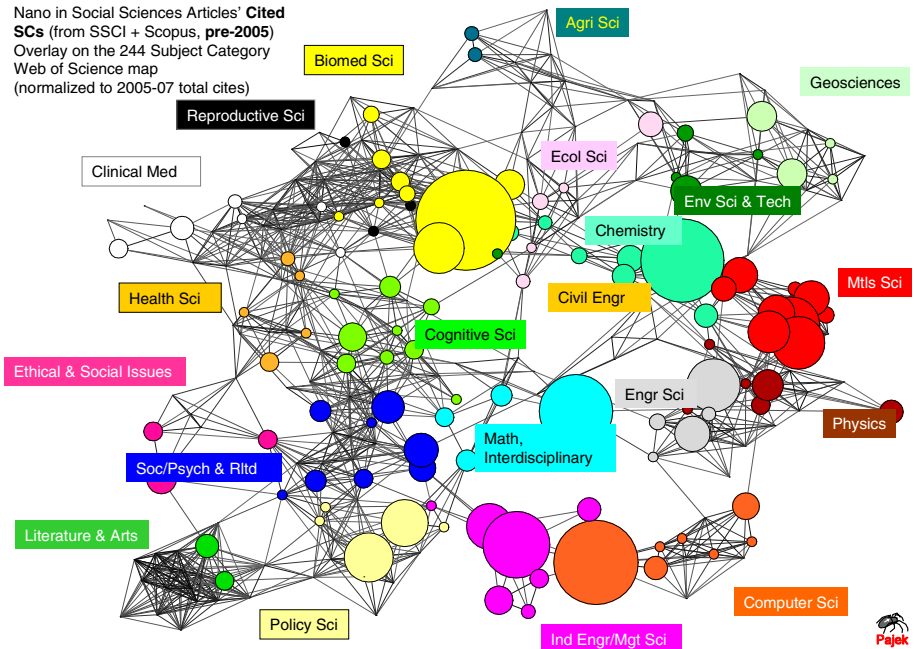 Nano in Social Sciences Articles' Cited
SCs (from SSCI + Scopus, pre-2005)
Overlay on the 244 Subject Category
Web of Science map
(normalized to 2005-07 total cites)
Agri Sci
Biomed Sci
Geosciences
Reproductive Sci
Ecol Sci
Clinical Med
Env Sci & Tech
Chemistry
Mtls Sci
Health Sci
Civil Engr
Cognitive Sci
Ethical & Social Issues
Engr Sci
Physics
Math,
Interdisciplinary
Soc/Psych & Rltd
Literature & Arts
Computer Sci
Policy Sci
Ind Engr/Mgt Sci
Pajek